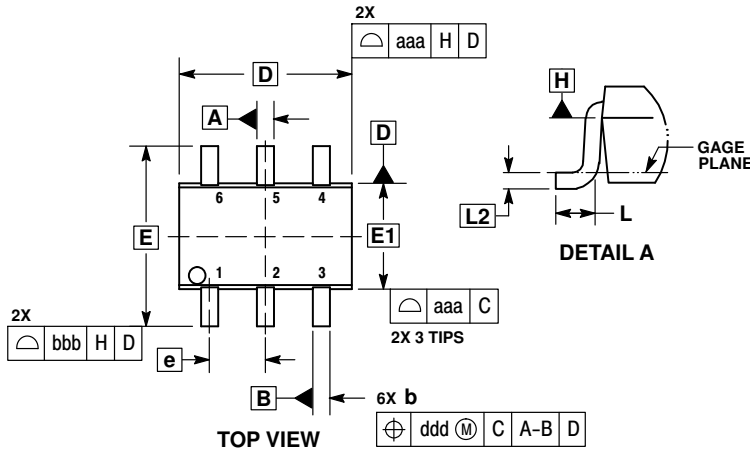 2X
⌓ aaa H D
D
A
D
6 5 4
E
E1
1 2 3
⌓ aaa C
2X 3 TIPS
2X
⌓ bbb H D
e
B
6X b
⌖ ddd Ⓜ C A-B D
TOP VIEW
H
GAGE
PLANE
L2
L
DETAIL A